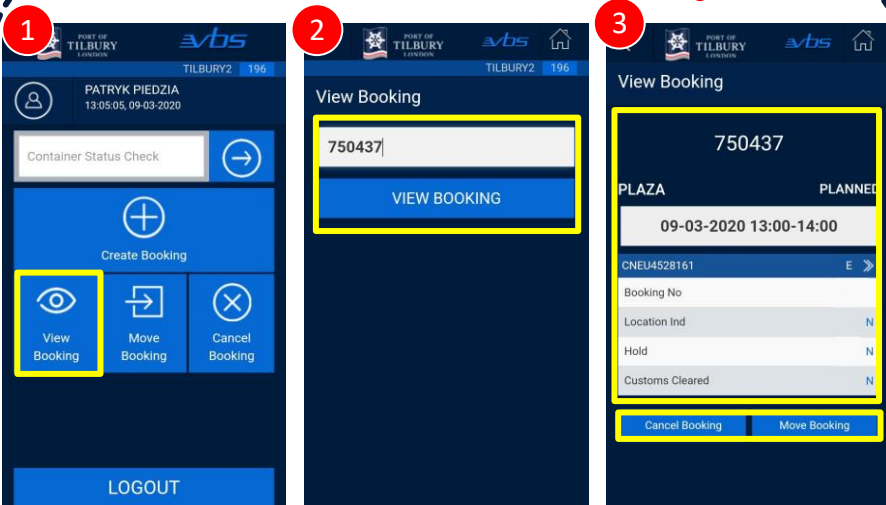 1
PORT OF
TILBURY
LONDON
vbs
TILBURY2 196
PATRYK PIEDZIA
13:05:05, 09-03-2020
Container Status Check
Create Booking
View
Booking
Move
Booking
Cancel
Booking
LOGOUT
2
PORT OF
TILBURY
LONDON
vbs
TILBURY2 196
View Booking
750437
VIEW BOOKING
3
PORT OF
TILBURY
LONDON
vbs
View Booking
750437
PLAZA PLANNED
09-03-2020 13:00-14:00
CNEU4528161 E
Booking No
Location Ind N
Hold N
Customs Cleared N
Cancel Booking Move Booking